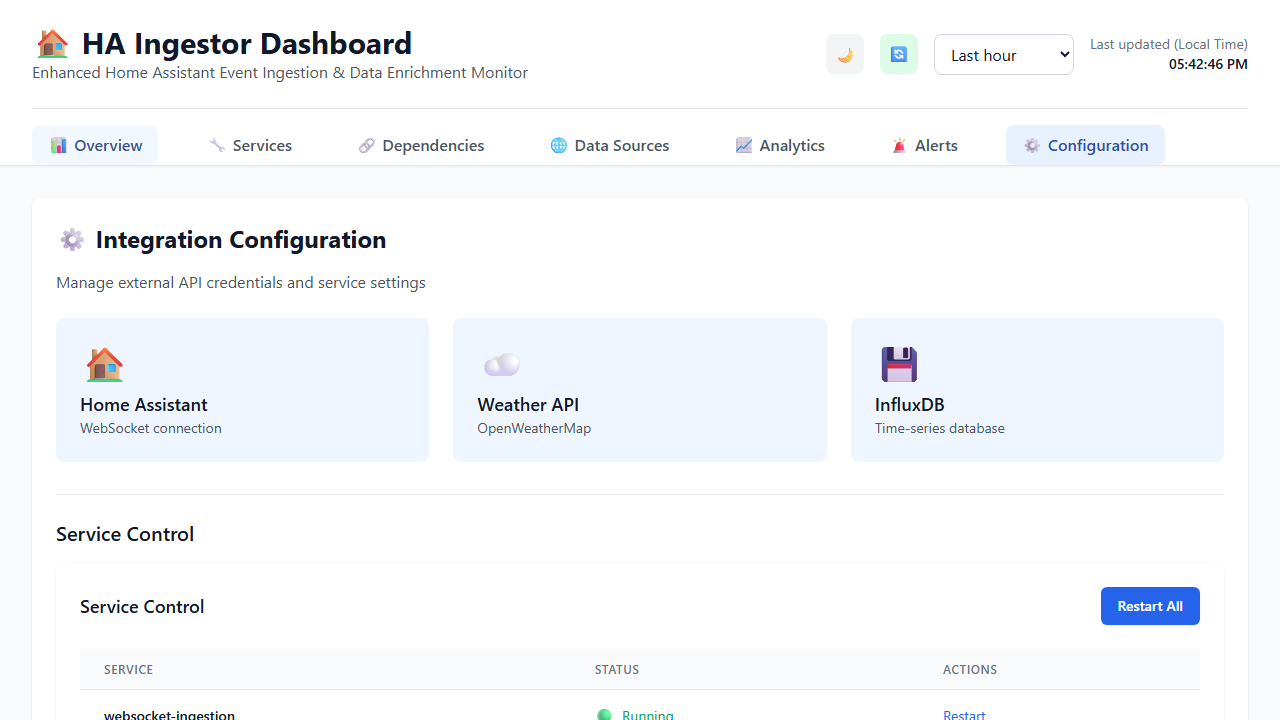 HA Ingestor Dashboard
Enhanced Home Assistant Event Ingestion & Data Enrichment Monitor
Last hour
Last updated (Local Time)
05:42:46 PM
Overview
Services
Dependencies
Data Sources
Analytics
Alerts
Configuration
Integration Configuration
Manage external API credentials and service settings
Home Assistant
WebSocket connection
Weather API
OpenWeatherMap
InfluxDB
Time-series database
Service Control
Service Control
Restart All
SERVICE STATUS ACTIONS
websocket-ingestion Running Restart